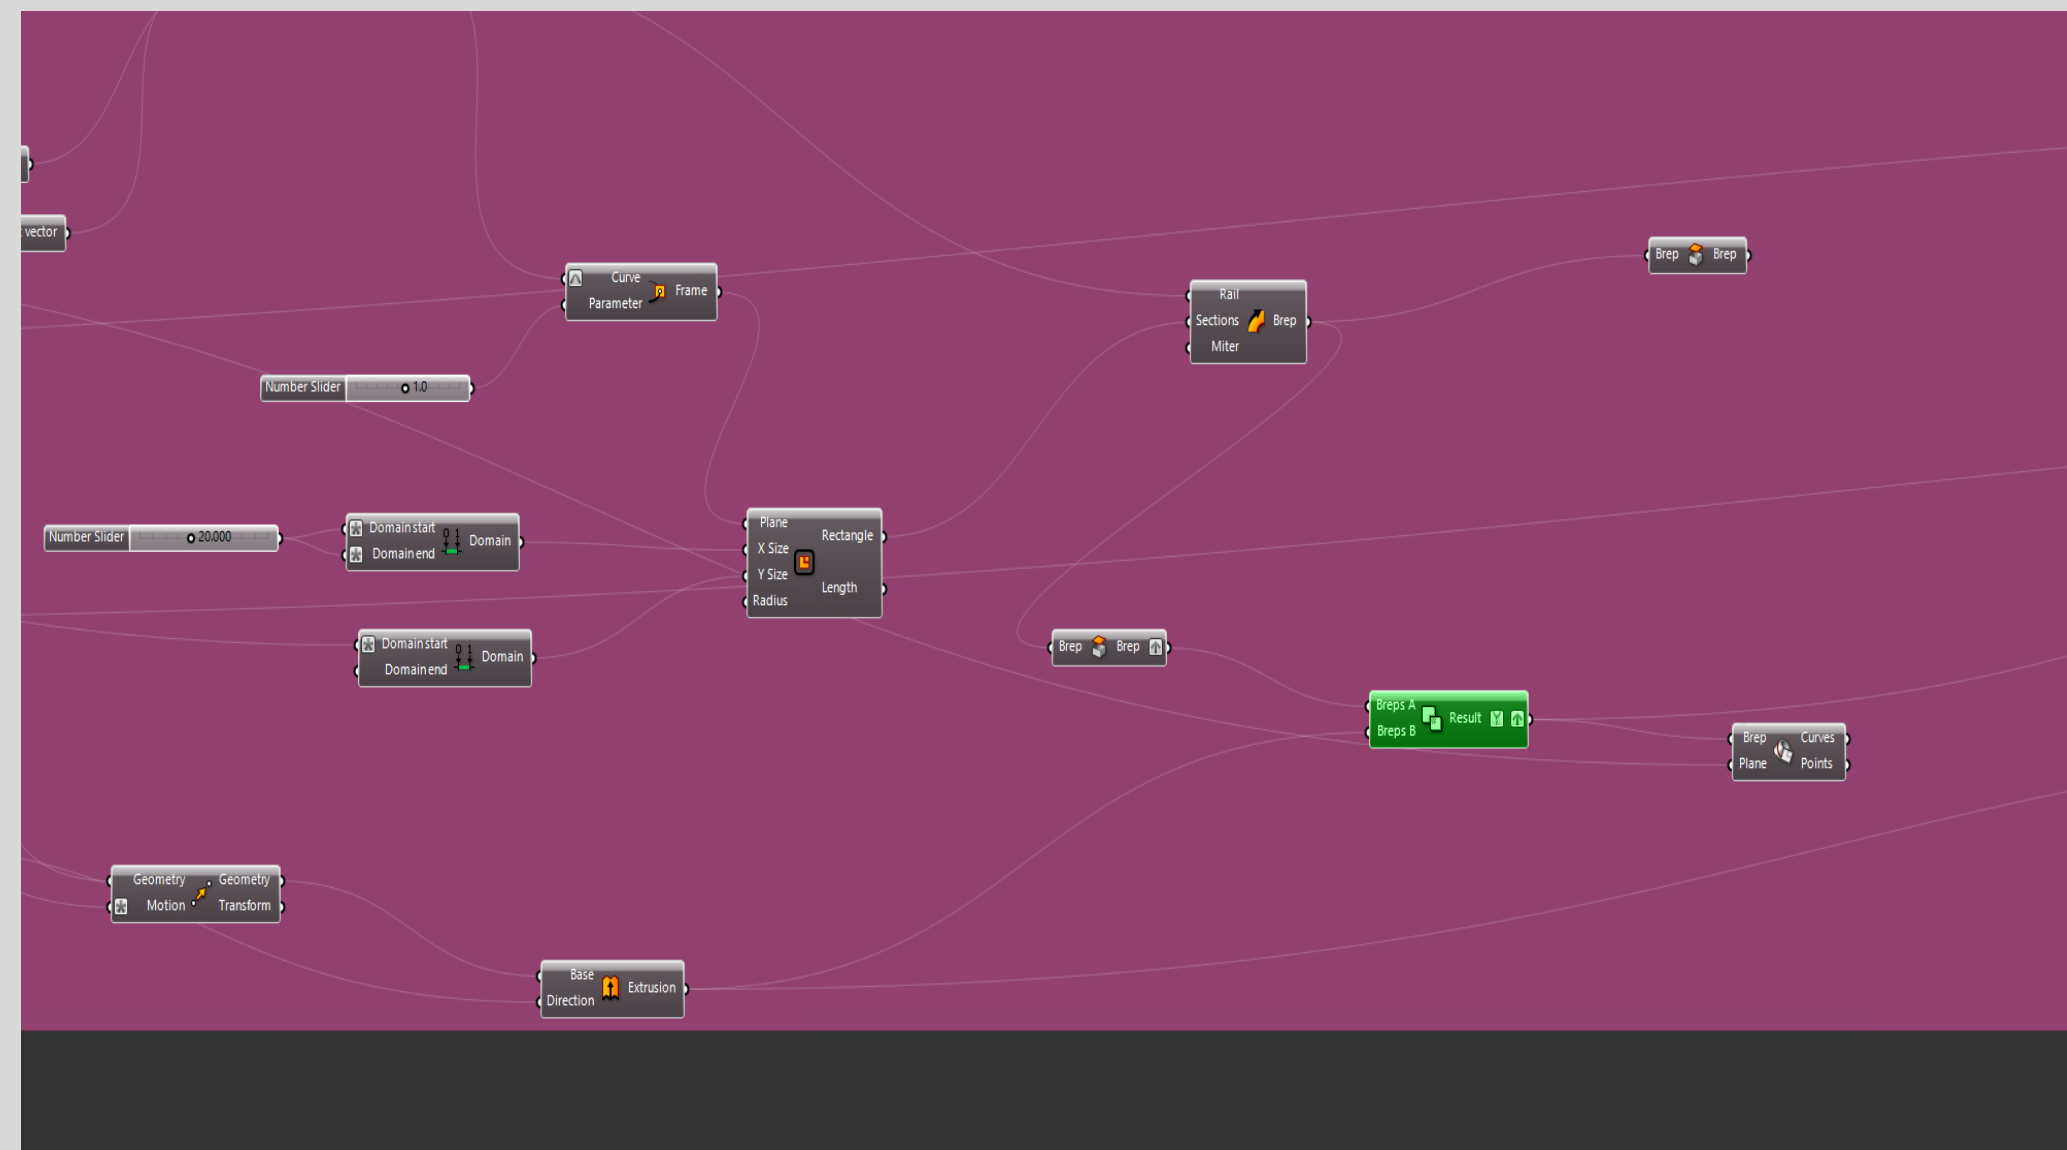 vector
Curve
Parameter
Frame
Brep Brep
Rail
Sections
Miter
Brep
Number Slider 1.0
Number Slider 20.000
Domain start
Domain end
Domain
Plane
X Size
Y Size
Radius
Rectangle
Length
Domain start
Domain end
Domain
Brep Brep
Breps A
Breps B
Result
Brep
Plane
Curves
Points
Geometry
Motion
Geometry
Transform
Base
Direction
Extrusion